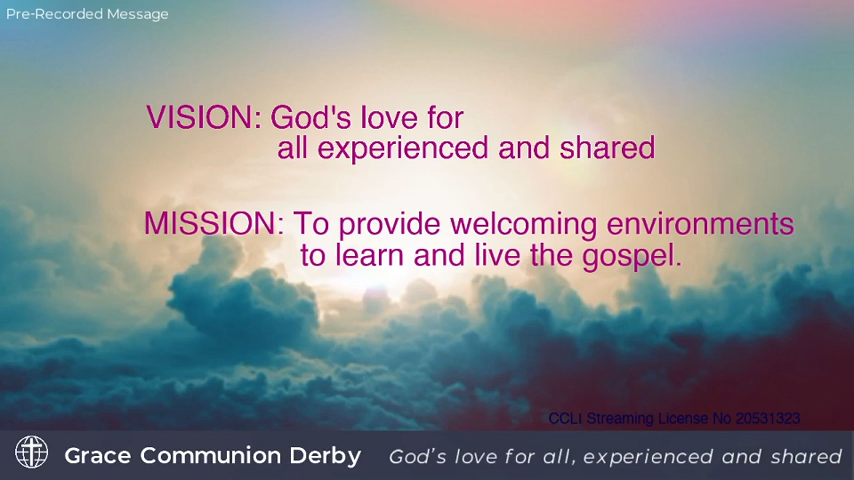 Pre-Recorded Message
VISION: God's love for
all experienced and shared
MISSION: To provide welcoming environments
to learn and live the gospel.
CCLI Streaming License No 20531323
Grace Communion Derby
God's love for all, experienced and shared